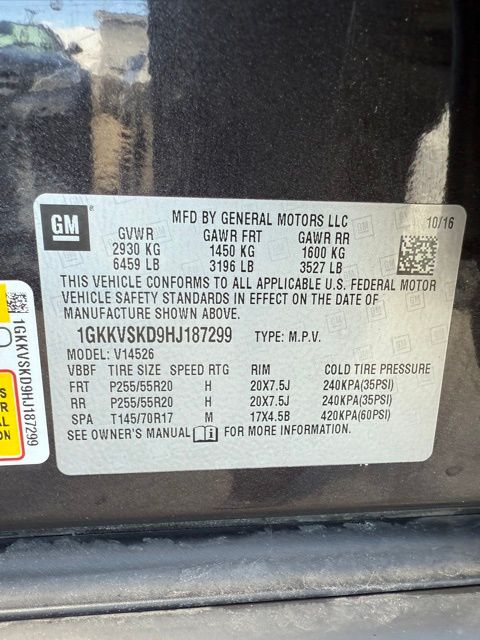 GM
MFD BY GENERAL MOTORS LLC
10/16
GVWR GAWR FRT GAWR RR
2930 KG 1450 KG 1600 KG
6459 LB 3196 LB 3527 LB
THIS VEHICLE CONFORMS TO ALL APPLICABLE U.S. FEDERAL MOTOR
VEHICLE SAFETY STANDARDS IN EFFECT ON THE DATE OF
MANUFACTURE SHOWN ABOVE.
1GKKVSKD9HJ187299 TYPE: M.P.V.
MODEL: V14526
VBBF TIRE SIZE SPEED RTG RIM COLD TIRE PRESSURE
FRT P255/55R20 H 20X7.5J 240KPA(35PSI)
RR P255/55R20 H 20X7.5J 240KPA(35PSI)
SPA T145/70R17 M 17X4.5B 420KPA(60PSI)
SEE OWNER'S MANUAL FOR MORE INFORMATION.
1GKKVSKD9HJ187299